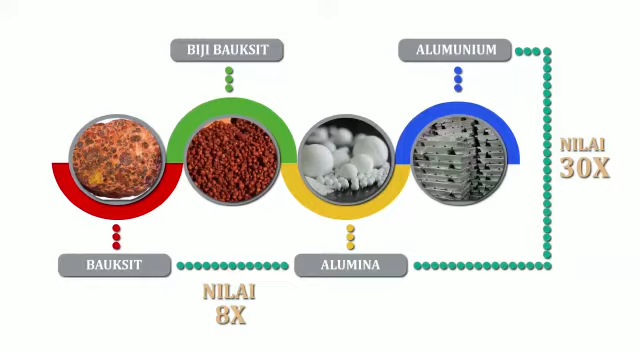 BIJI BAUKSIT
ALUMUNIUM
NILAI
30X
BAUKSIT
ALUMINA
NILAI
8X